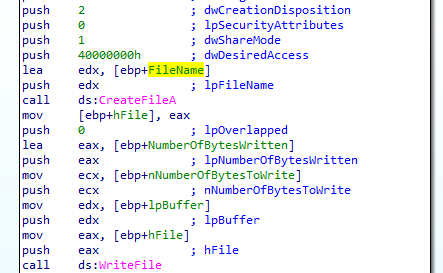 push 2 ; dwCreationDisposition
push 0 ; lpSecurityAttributes
push 1 ; dwShareMode
push 40000000h ; dwDesiredAccess
lea edx, [ebp+FileName]
push edx ; lpFileName
call ds:CreateFileA
mov [ebp+hFile], eax
push 0 ; lpOverlapped
lea eax, [ebp+NumberOfBytesWritten]
push eax ; lpNumberOfBytesWritten
mov ecx, [ebp+nNumberOfBytesToWrite]
push ecx ; nNumberOfBytesToWrite
mov edx, [ebp+lpBuffer]
push edx ; lpBuffer
mov eax, [ebp+hFile]
push eax ; hFile
call ds:WriteFile